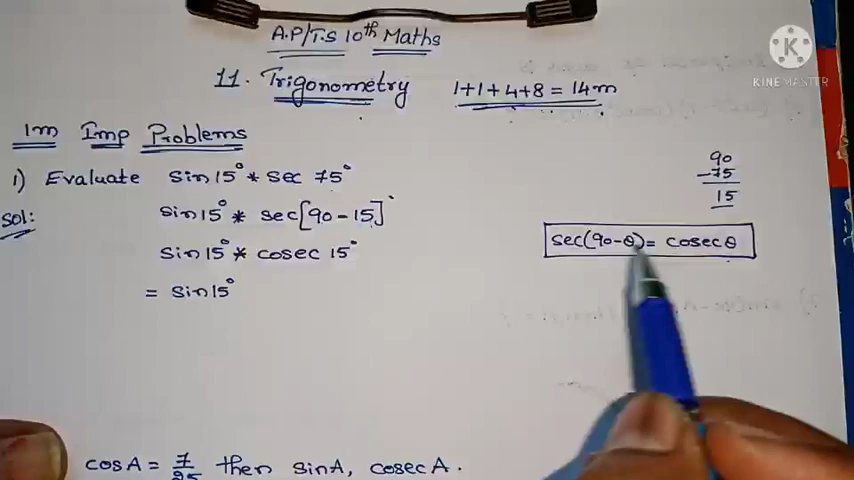 A.P/T.S 10th Maths
11. Trigonometry 1+1+4+8 = 14m
1m Imp Problems
1) Evaluate sin15° * sec 75°
sol: sin15° * sec[90-15]°
sin15° * cosec 15°
= sin15°
90
-75
15
sec(90-θ)= cosecθ
cosA = 7/25 then sinA, cosecA.
K
KINEMASTER